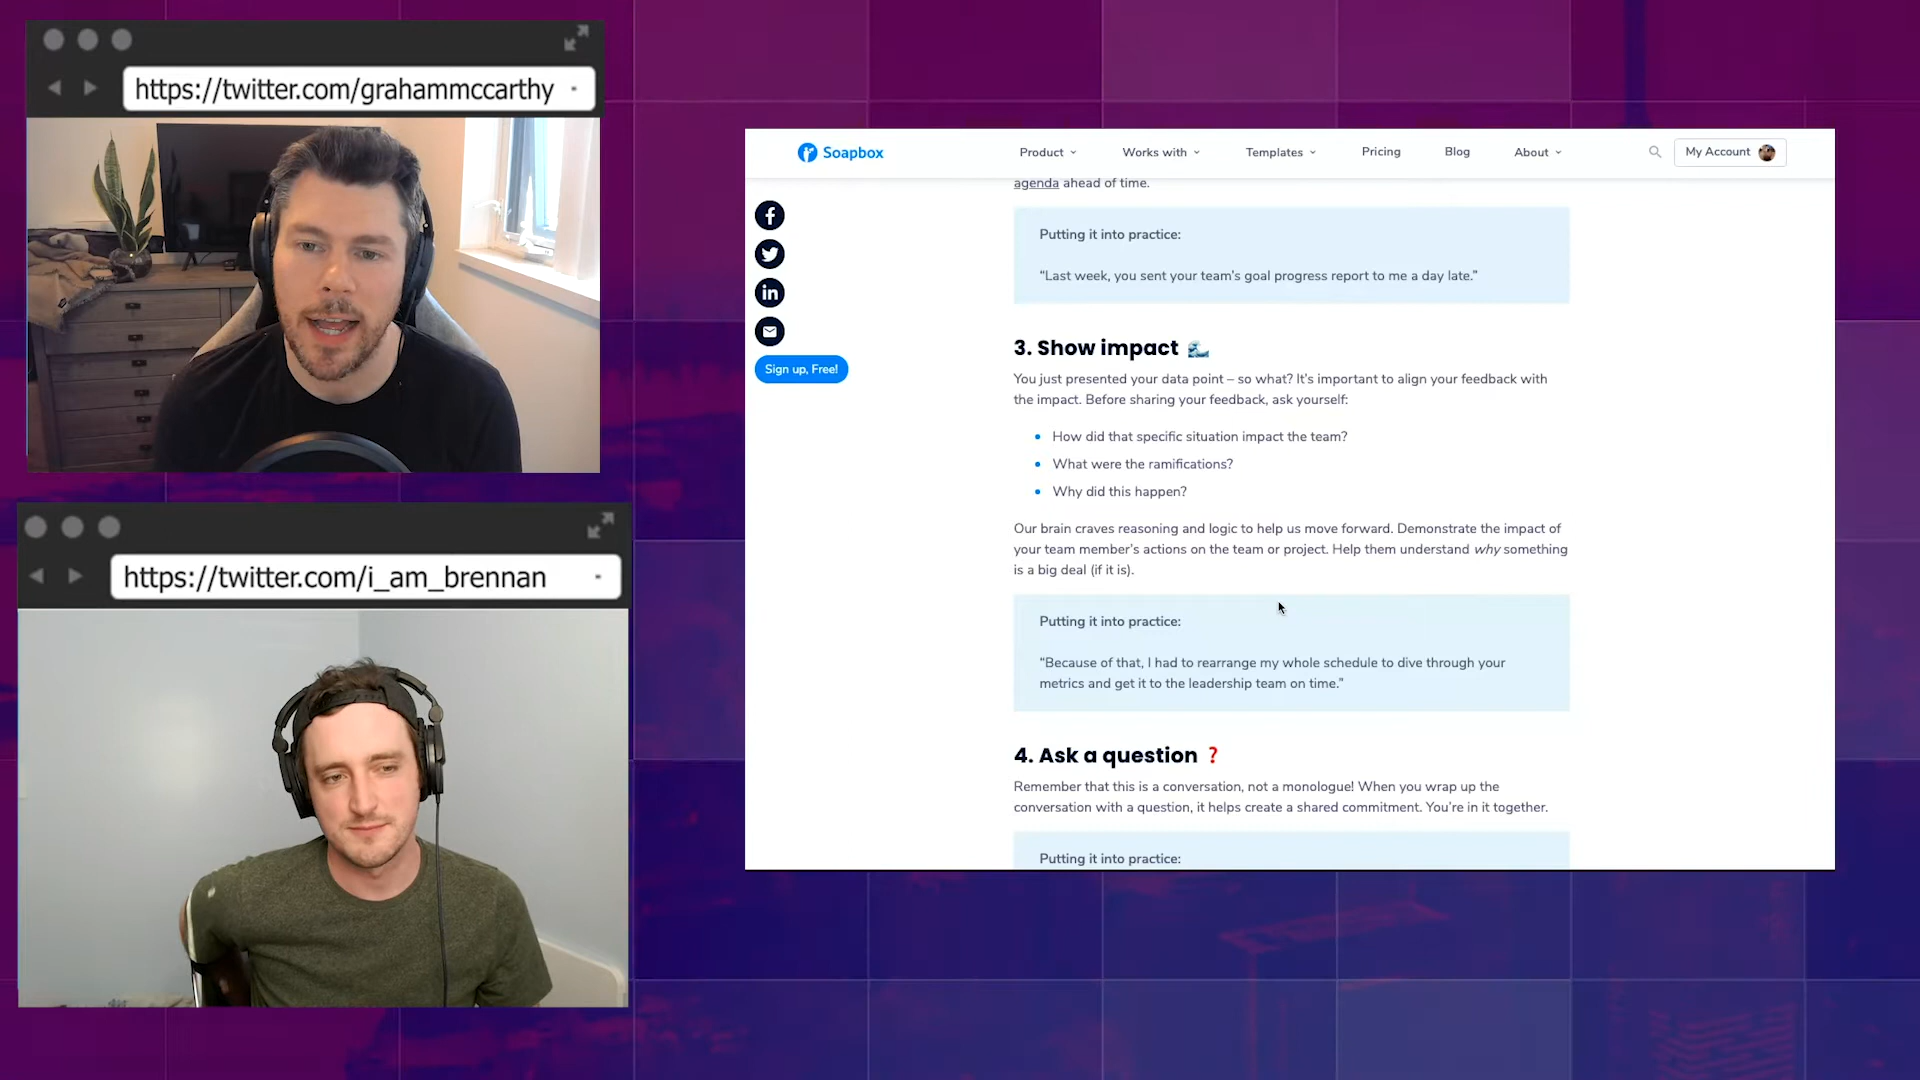 https://twitter.com/grahammccarthy
https://twitter.com/i_am_brennan
Soapbox
Product
Works with
Templates
Pricing
Blog
About
My Account
agenda ahead of time.
Putting it into practice:
“Last week, you sent your team’s goal progress report to me a day late.”
Sign up, Free!
3. Show impact 🌊
You just presented your data point – so what? It’s important to align your feedback with
the impact. Before sharing your feedback, ask yourself:
How did that specific situation impact the team?
What were the ramifications?
Why did this happen?
Our brain craves reasoning and logic to help us move forward. Demonstrate the impact of
your team member’s actions on the team or project. Help them understand why something
is a big deal (if it is).
Putting it into practice:
“Because of that, I had to rearrange my whole schedule to dive through your
metrics and get it to the leadership team on time.”
4. Ask a question ❓
Remember that this is a conversation, not a monologue! When you wrap up the
conversation with a question, it helps create a shared commitment. You’re in it together.
Putting it into practice: